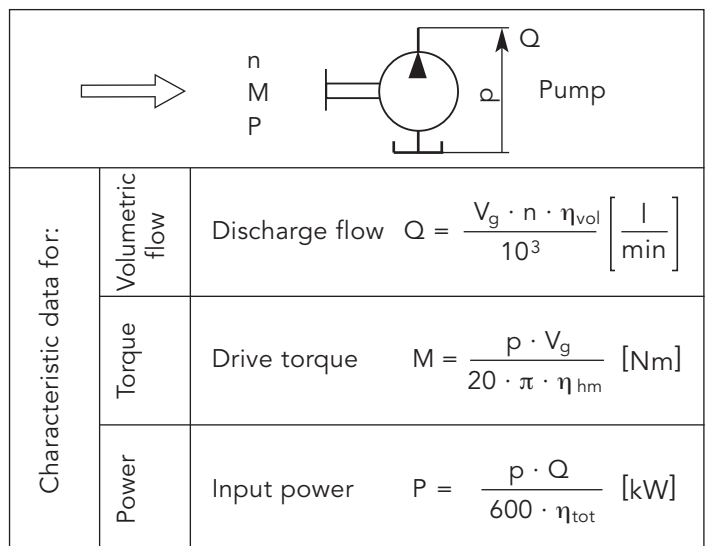 Q
n
M
P
p
Pump
Characteristic data for:
Volumetric
flow
Discharge flow Q = V_g · n · η_vol / 10³ [l / min]
Torque
Drive torque M = p · V_g / 20 · π · η_hm [Nm]
Power
Input power P = p · Q / 600 · η_tot [kW]